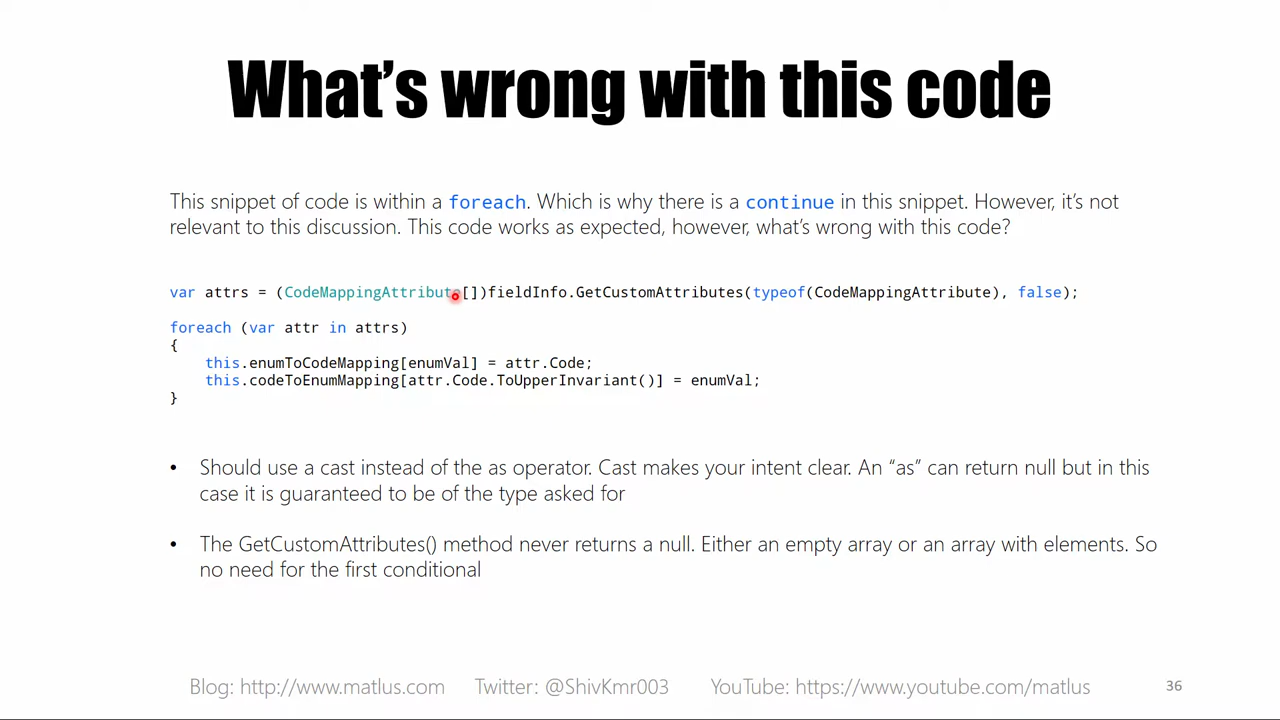 What’s wrong with this code
This snippet of code is within a foreach. Which is why there is a continue in this snippet. However, it’s not
relevant to this discussion. This code works as expected, however, what’s wrong with this code?
var attrs = (CodeMappingAttribute[])fieldInfo.GetCustomAttributes(typeof(CodeMappingAttribute), false);
foreach (var attr in attrs)
{
    this.enumToCodeMapping[enumVal] = attr.Code;
    this.codeToEnumMapping[attr.Code.ToUpperInvariant()] = enumVal;
}
• Should use a cast instead of the as operator. Cast makes your intent clear. An “as” can return null but in this
case it is guaranteed to be of the type asked for
• The GetCustomAttributes() method never returns a null. Either an empty array or an array with elements. So
no need for the first conditional
Blog: http://www.matlus.com Twitter: @ShivKmr003 YouTube: https://www.youtube.com/matlus 36